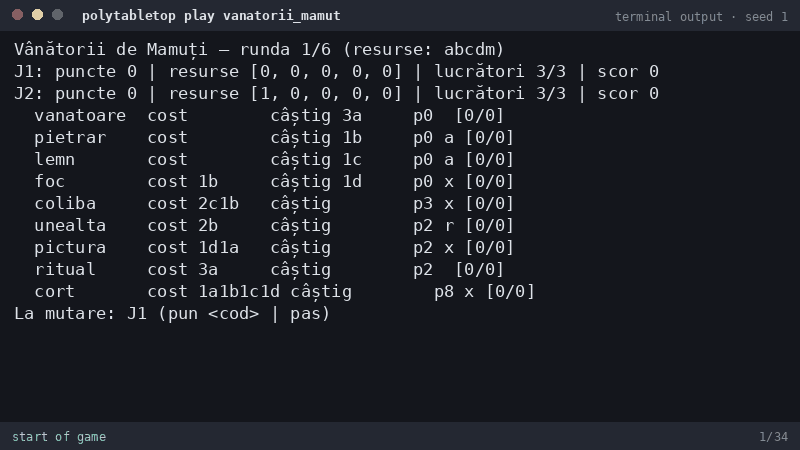 polytabletop play vanatorii_mamut
terminal output · seed 1
Vânătorii de Mamuți — runda 1/6 (resurse: abcdm)
J1: puncte 0 | resurse [0, 0, 0, 0, 0] | lucrători 3/3 | scor 0
J2: puncte 0 | resurse [1, 0, 0, 0, 0] | lucrători 3/3 | scor 0
vanatoare cost câștig 3a p0 [0/0]
pietrar cost câștig 1b p0 a [0/0]
lemn cost câștig 1c p0 a [0/0]
foc cost 1b câștig 1d p0 x [0/0]
coliba cost 2c1b câștig p3 x [0/0]
unealta cost 2b câștig p2 r [0/0]
pictura cost 1d1a câștig p2 x [0/0]
ritual cost 3a câștig p2 [0/0]
cort cost 1a1b1c1d câștig p8 x [0/0]
La mutare: J1 (pun <cod> | pas)
start of game
1/34